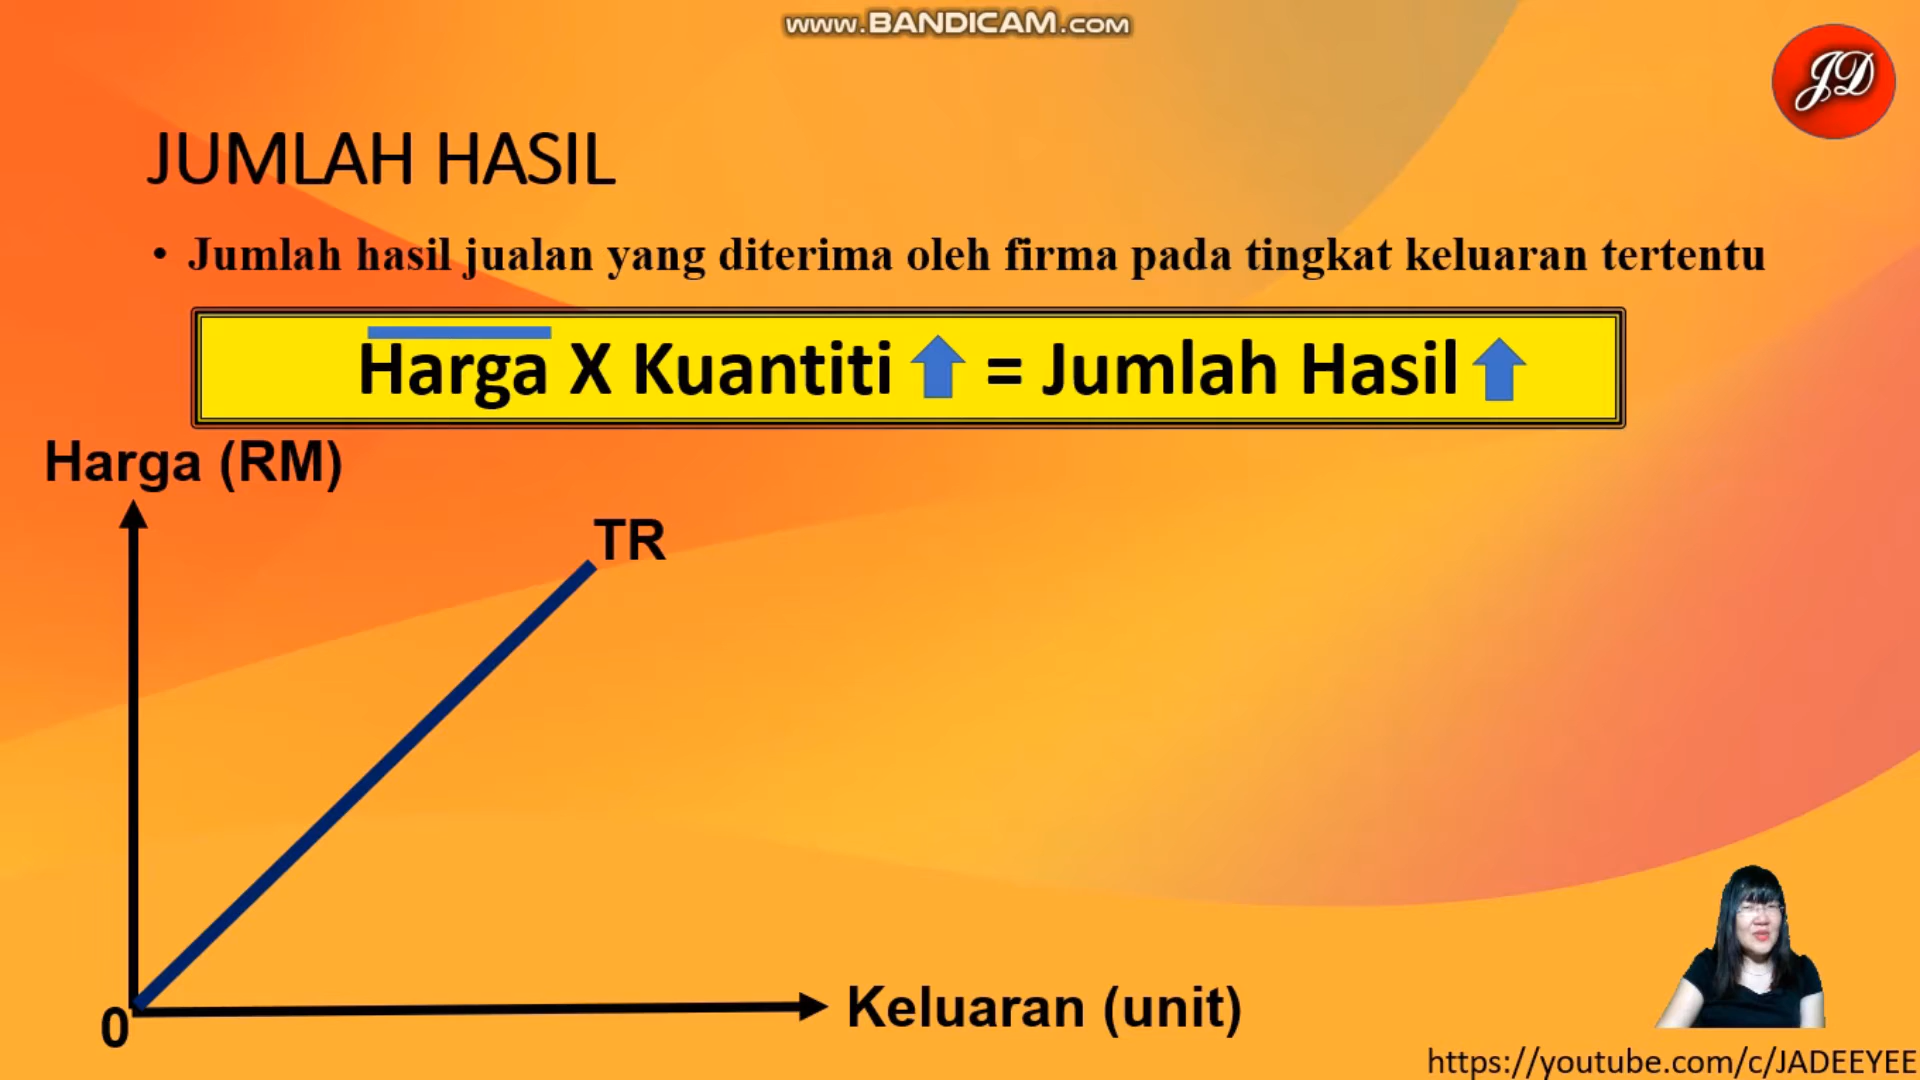 www.BANDICAM.com
JD
JUMLAH HASIL
• Jumlah hasil jualan yang diterima oleh firma pada tingkat keluaran tertentu
Harga X Kuantiti = Jumlah Hasil
Harga (RM)
TR
0
Keluaran (unit)
https://youtube.com/c/JADEEYEE